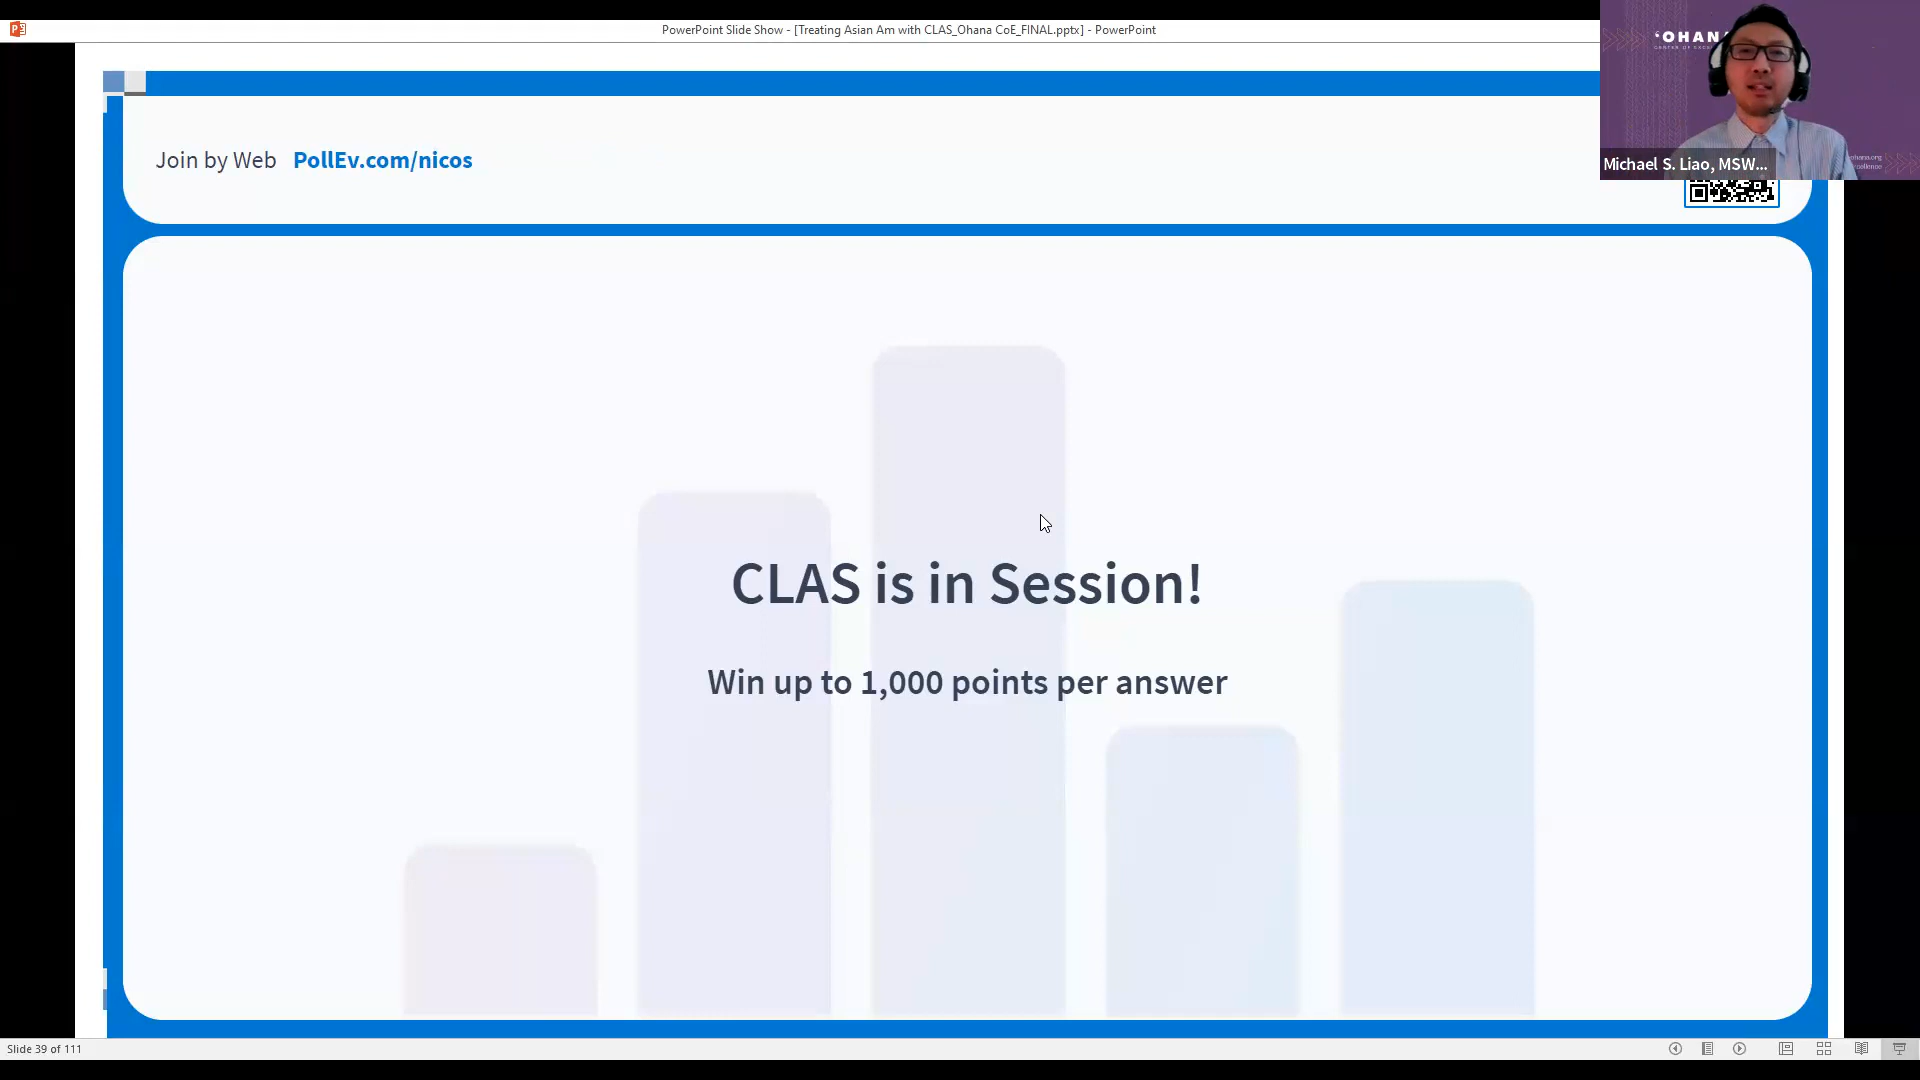 PowerPoint Slide Show - [Treating Asian Am with CLAS_Ohana CoE_FINAL.pptx] - PowerPoint
Join by Web PollEv.com/nicos
Michael S. Liao, MSW...
CLAS is in Session!
Win up to 1,000 points per answer
Slide 39 of 111